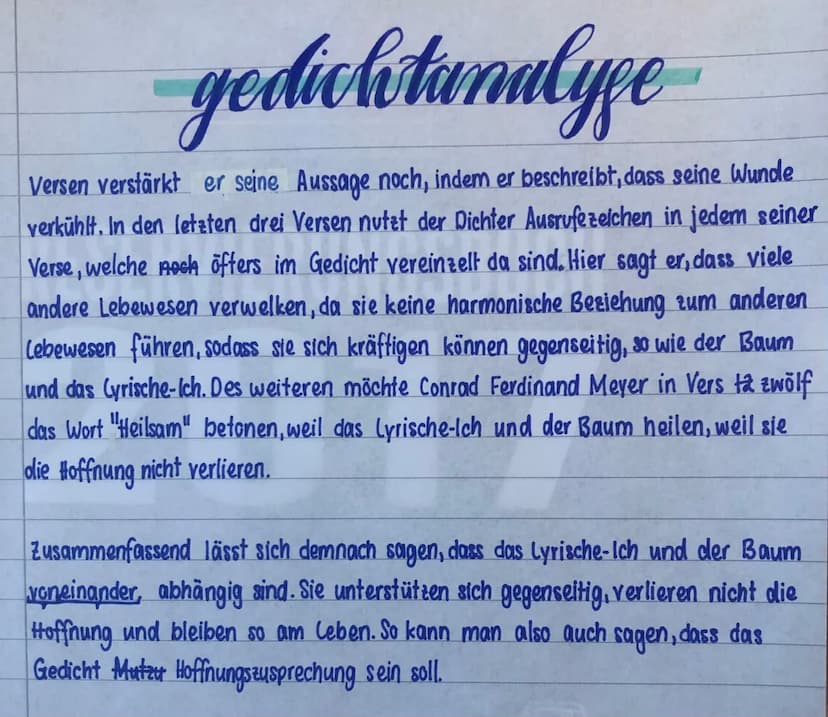 gedichtanalyse
Versen verstärkt er seine Aussage noch, indem er beschreibt, dass seine Wunde
verkühlt. In den letzten drei Versen nutzt der Dichter Ausrufezeichen in jedem seiner
Verse, welche noch öfters im Gedicht vereinzelt da sind. Hier sagt er, dass viele
andere Lebewesen verwelken, da sie keine harmonische Beziehung zum anderen
Lebewesen führen, sodass sie sich kräftigen können gegenseitig, so wie der Baum
und das Lyrische-Ich. Des weiteren möchte Conrad Ferdinand Meyer in Vers 12 zwölf
das Wort "Heilsam" betonen, weil das Lyrische-Ich und der Baum heilen, weil sie
die Hoffnung nicht verlieren.
Zusammenfassend lässt sich demnach sagen, dass das Lyrische-Ich und der Baum
voneinander, abhängig sind. Sie unterstützen sich gegenseitig, verlieren nicht die
Hoffnung und bleiben so am Leben. So kann man also auch sagen, dass das
Gedicht Mutzu Hoffnungszusprechung sein soll.